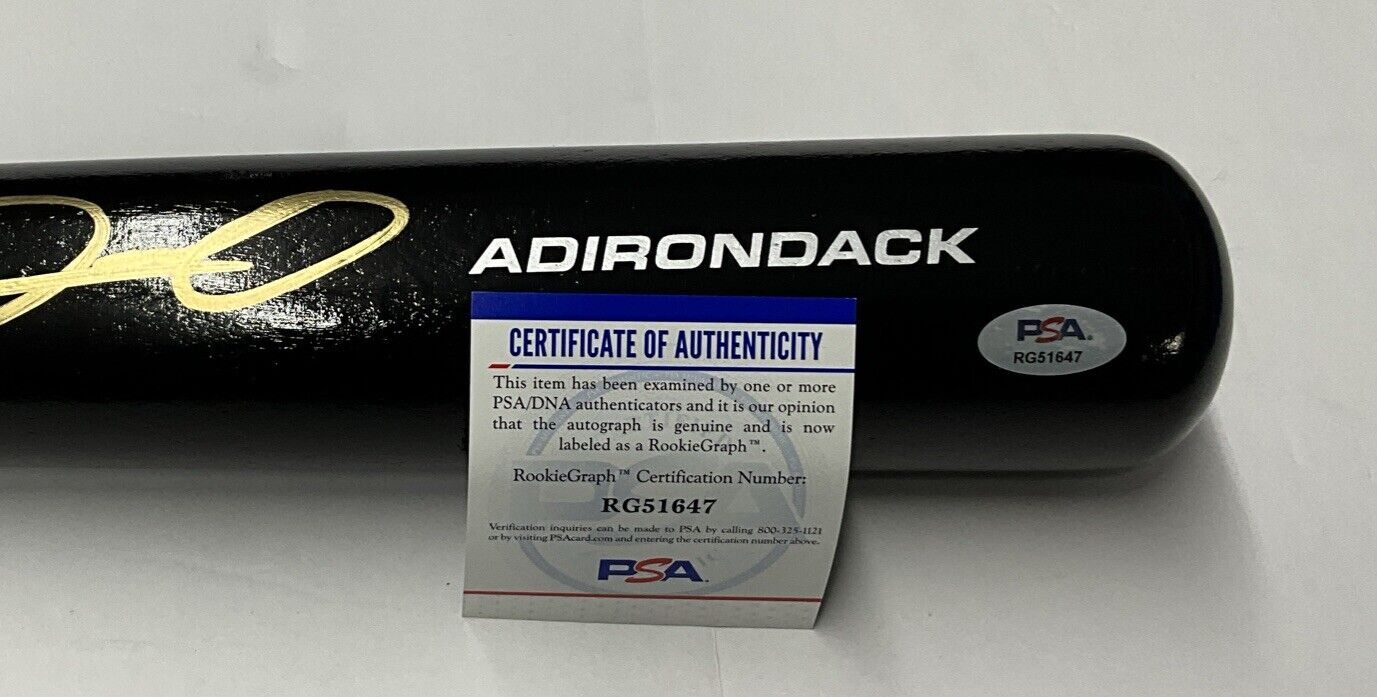 ADIRONDACK
PSA
RG51647
CERTIFICATE OF AUTHENTICITY
This item has been examined by one or more
PSA/DNA authenticators and it is our opinion
that the autograph is genuine and is now
labeled as a RookieGraph™.
RookieGraph™ Certification Number:
RG51647
Verification inquiries can be made to PSA by calling 800-325-1121
or by visiting PSAcard.com and entering the certification number above.
PSA